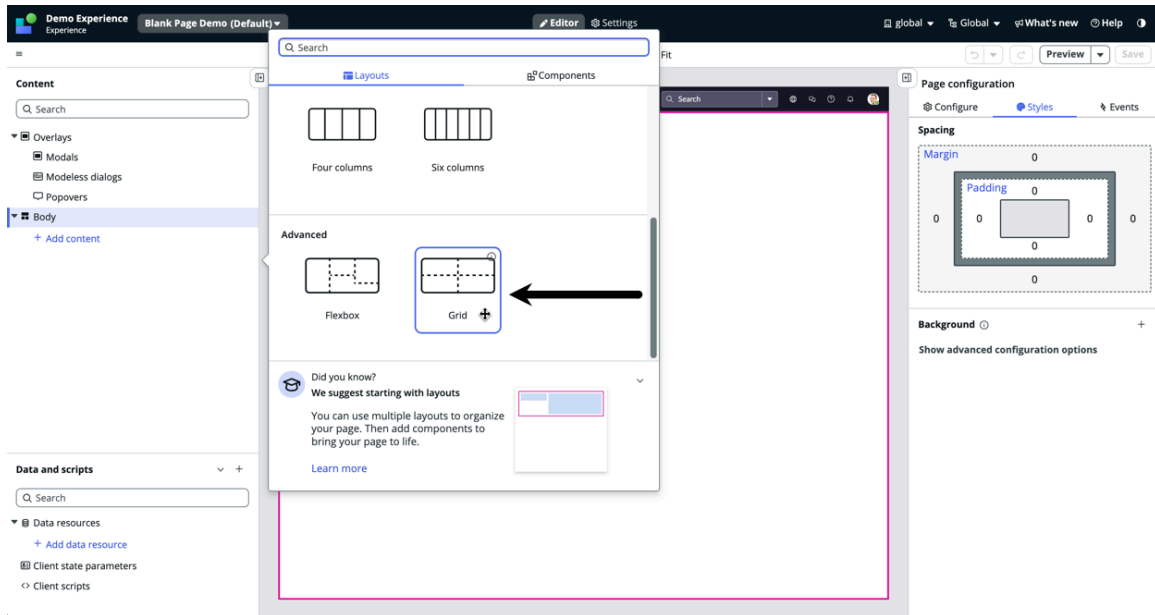 Demo Experience
Experience
Blank Page Demo (Default)
Editor
Settings
global
Global
What's new
Help
Fit
Preview
Save
Content
Search
Overlays
Modals
Modeless dialogs
Popovers
Body
+ Add content
Data and scripts
Search
Data resources
+ Add data resource
Client state parameters
Client scripts
Search
Layouts
Components
Four columns
Six columns
Advanced
Flexbox
Grid
Did you know?
We suggest starting with layouts
You can use multiple layouts to organize
your page. Then add components to
bring your page to life.
Learn more
Search
Page configuration
Configure
Styles
Events
Spacing
Margin
0
Padding
0
0
0
0
0
0
0
Background
Show advanced configuration options